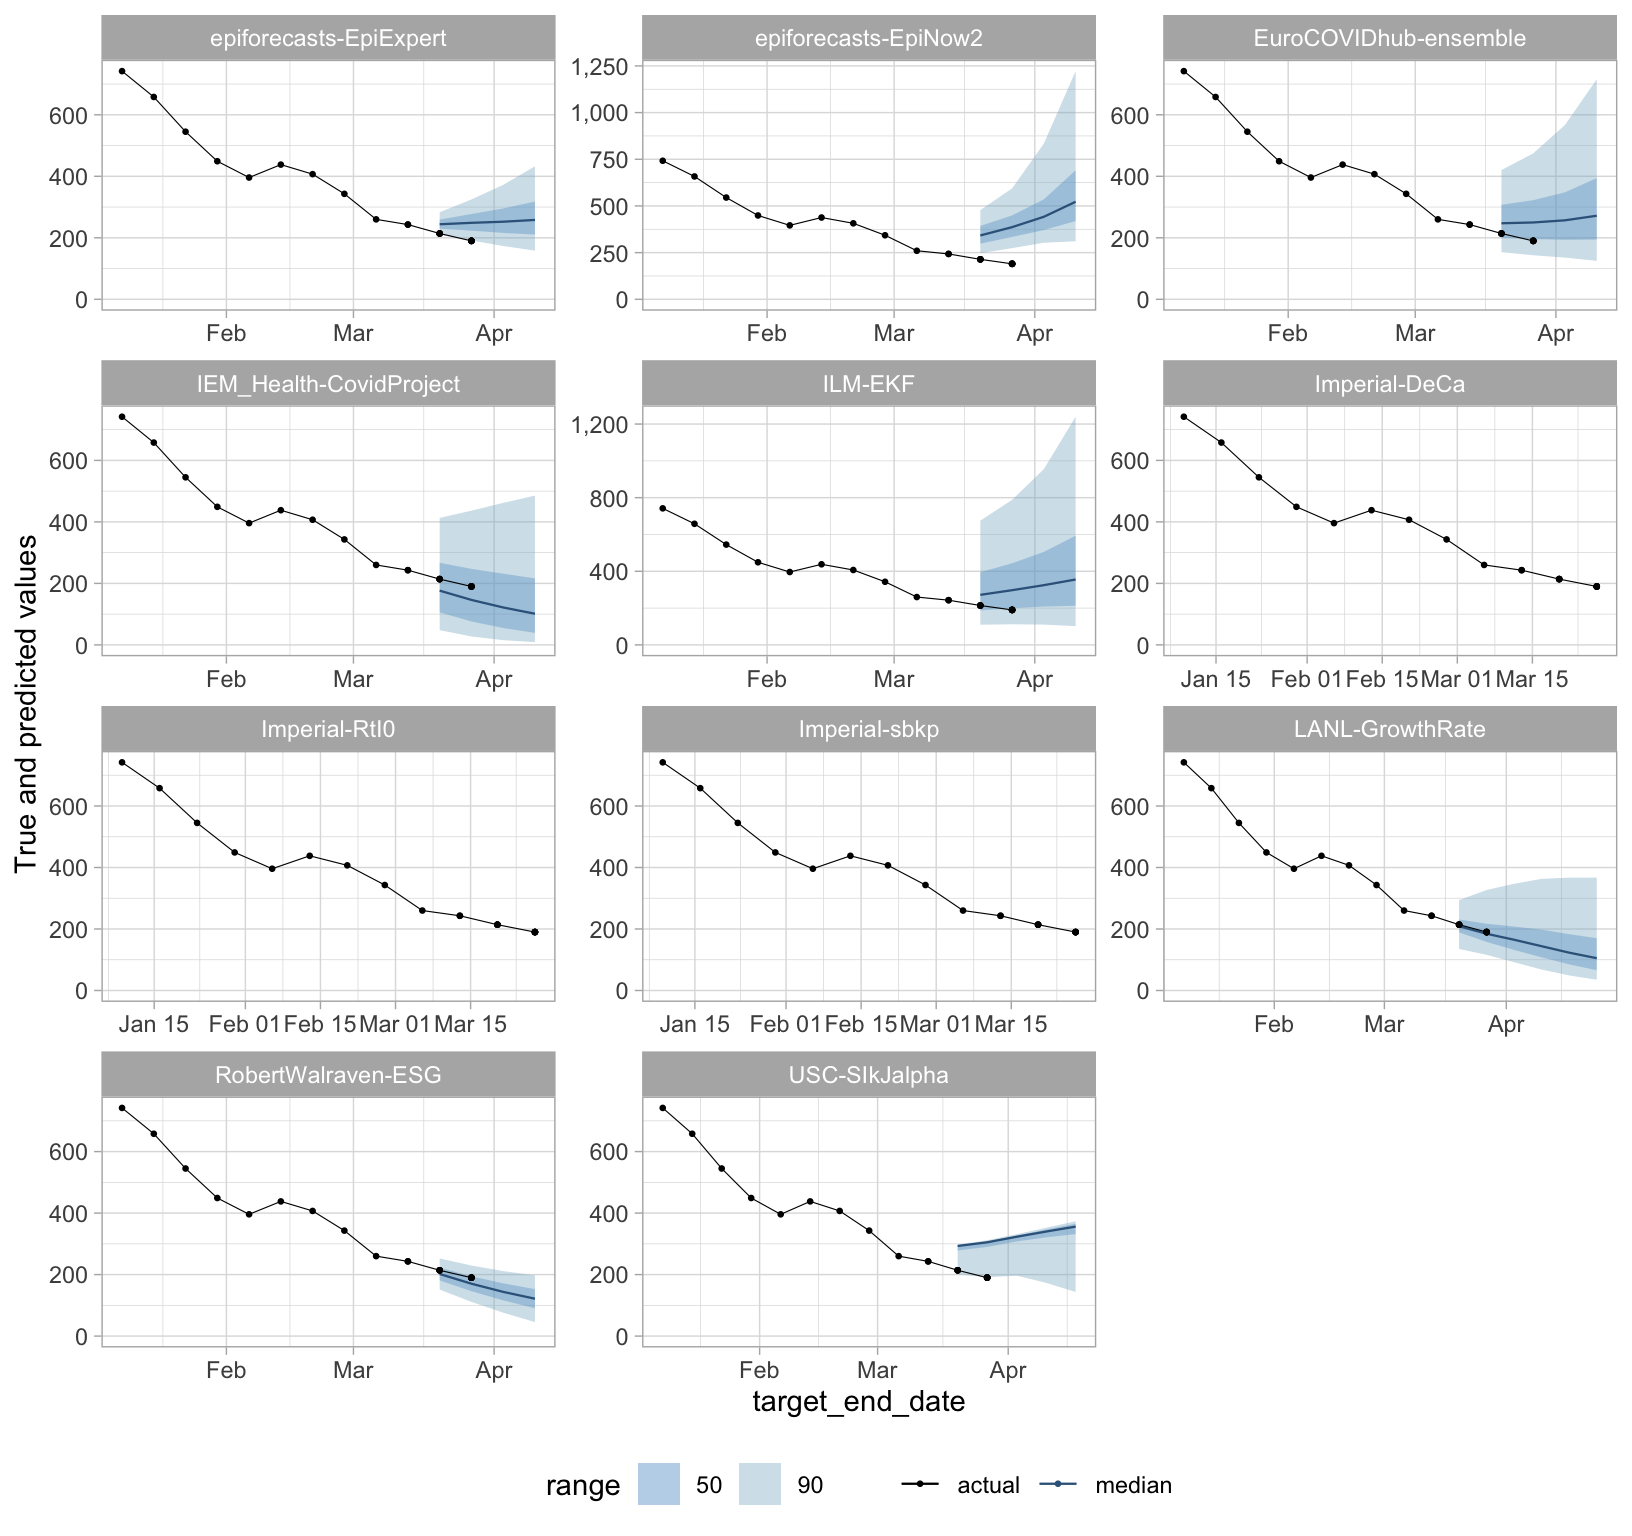 epiforecasts-EpiExpert
epiforecasts-EpiNow2
EuroCOVIDhub-ensemble
600
400
200
0
Feb Mar Apr
1,250
1,000
750
500
250
0
Feb Mar Apr
600
400
200
0
Feb Mar Apr
IEM_Health-CovidProject
ILM-EKF
Imperial-DeCa
600
400
200
0
Feb Mar Apr
1,200
800
400
0
Feb Mar Apr
600
400
200
0
Jan 15 Feb 01 Feb 15 Mar 01 Mar 15
True and predicted values
Imperial-RtI0
Imperial-sbkp
LANL-GrowthRate
600
400
200
0
Jan 15 Feb 01 Feb 15 Mar 01 Mar 15
600
400
200
0
Jan 15 Feb 01 Feb 15 Mar 01 Mar 15
600
400
200
0
Feb Mar Apr
RobertWalraven-ESG
USC-SIkJalpha
600
400
200
0
Feb Mar Apr
600
400
200
0
Feb Mar Apr
target_end_date
range 50 90 actual median